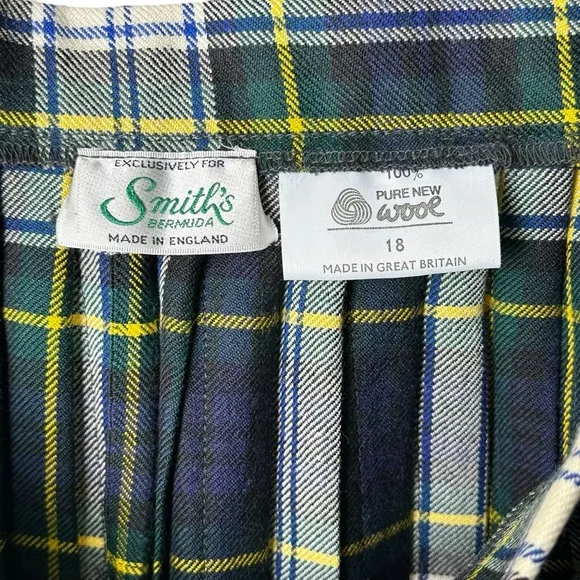 EXCLUSIVELY FOR
Smith's
BERMUDA
MADE IN ENGLAND
100%
PURE NEW
wool
18
MADE IN GREAT BRITAIN